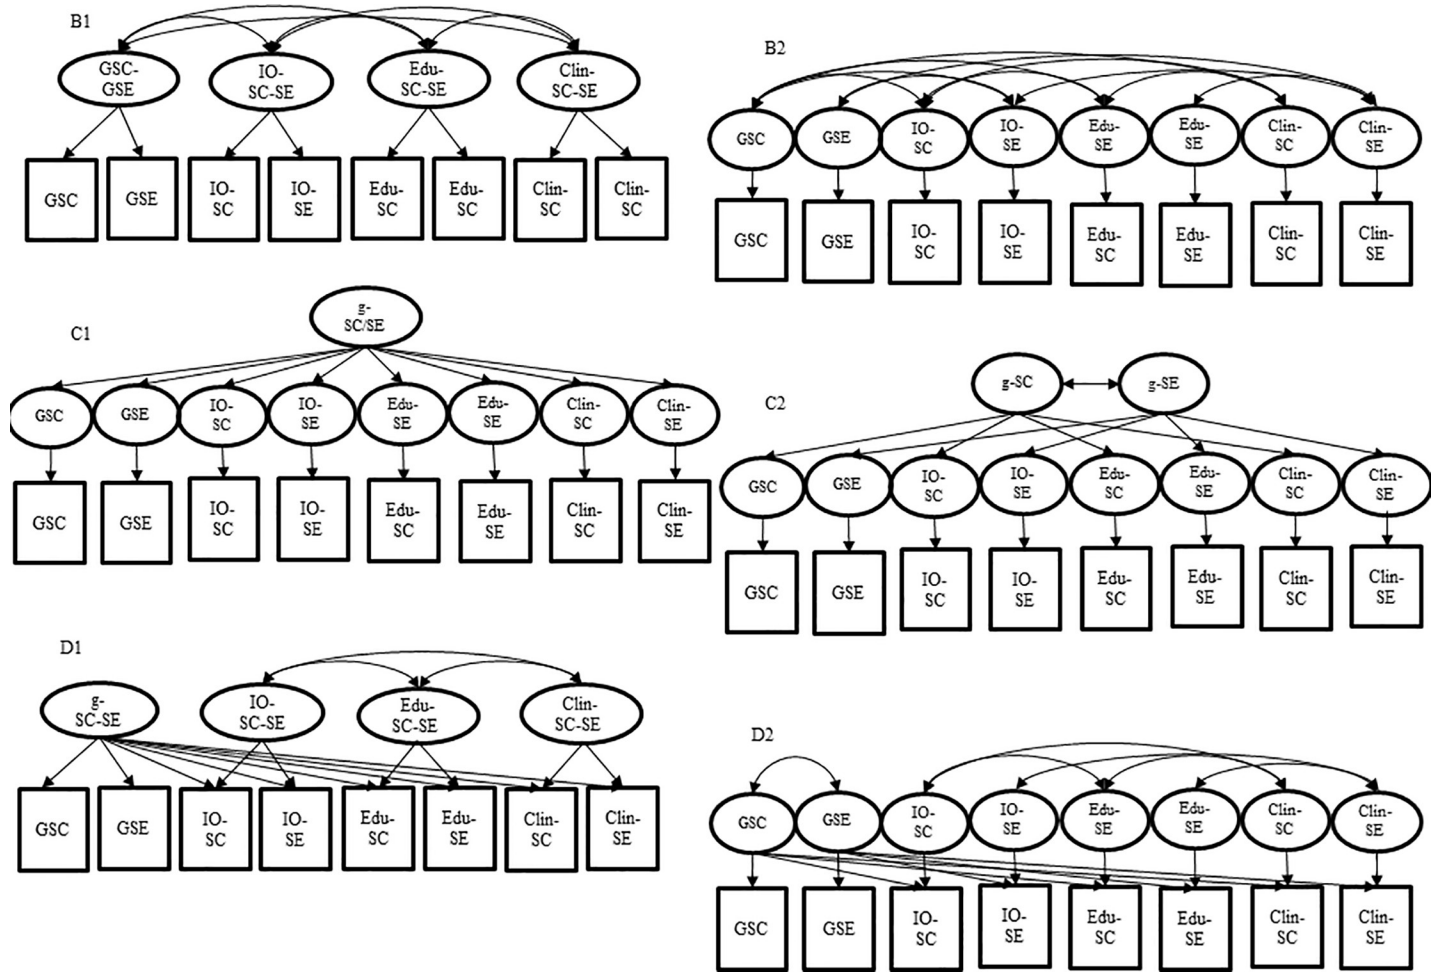 B1
GSC-
GSE
IO-
SC-SE
Edu-
SC-SE
Clin-
SC-SE
GSC
GSE
IO-
SC
IO-
SE
Edu-
SC
Edu-
SC
Clin-
SC
Clin-
SC
B2
GSC
GSE
IO-
SC
IO-
SE
Edu-
SE
Edu-
SE
Clin-
SC
Clin-
SE
GSC
GSE
IO-
SC
IO-
SE
Edu-
SC
Edu-
SE
Clin-
SC
Clin-
SE
C1
g-
SC/SE
GSC
GSE
IO-
SC
IO-
SE
Edu-
SE
Edu-
SE
Clin-
SC
Clin-
SE
GSC
GSE
IO-
SC
IO-
SE
Edu-
SC
Edu-
SE
Clin-
SC
Clin-
SE
C2
g-SC
g-SE
GSC
GSE
IO-
SC
IO-
SE
Edu-
SC
Edu-
SE
Clin-
SC
Clin-
SE
GSC
GSE
IO-
SC
IO-
SE
Edu-
SC
Edu-
SE
Clin-
SC
Clin-
SE
D1
g-
SC-SE
IO-
SC-SE
Edu-
SC-SE
Clin-
SC-SE
GSC
GSE
IO-
SC
IO-
SE
Edu-
SC
Edu-
SE
Clin-
SC
Clin-
SE
D2
GSC
GSE
IO-
SC
IO-
SE
Edu-
SE
Edu-
SE
Clin-
SC
Clin-
SE
GSC
GSE
IO-
SC
IO-
SE
Edu-
SC
Edu-
SE
Clin-
SC
Clin-
SE